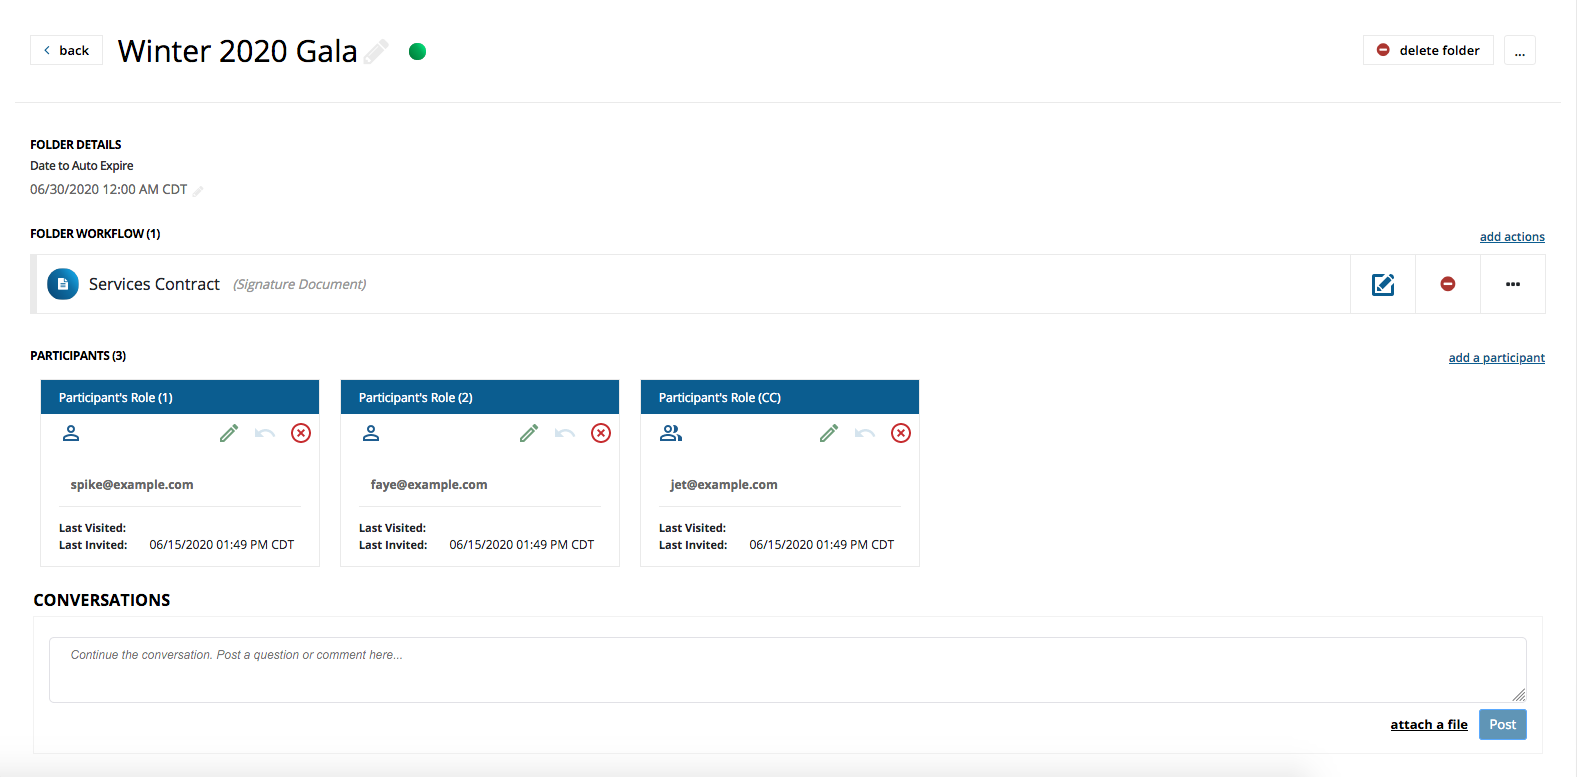 back
Winter 2020 Gala
delete folder
...
FOLDER DETAILS
Date to Auto Expire
06/30/2020 12:00 AM CDT
FOLDER WORKFLOW (1)
add actions
Services Contract (Signature Document)
PARTICIPANTS (3)
add a participant
Participant's Role (1)
spike@example.com
Last Visited:
Last Invited: 06/15/2020 01:49 PM CDT
Participant's Role (2)
faye@example.com
Last Visited:
Last Invited: 06/15/2020 01:49 PM CDT
Participant's Role (CC)
jet@example.com
Last Visited:
Last Invited: 06/15/2020 01:49 PM CDT
CONVERSATIONS
Continue the conversation. Post a question or comment here...
attach a file
Post